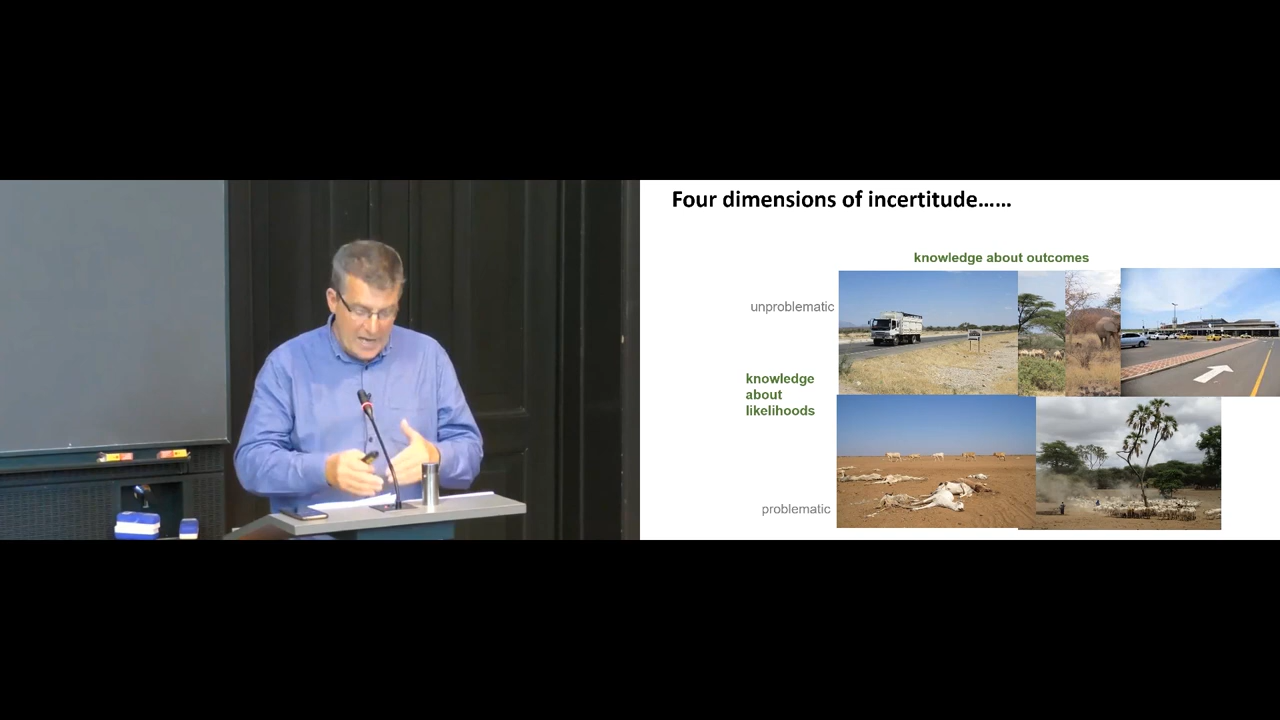 Four dimensions of incertitude......
knowledge about outcomes
unproblematic
knowledge
about
likelihoods
problematic